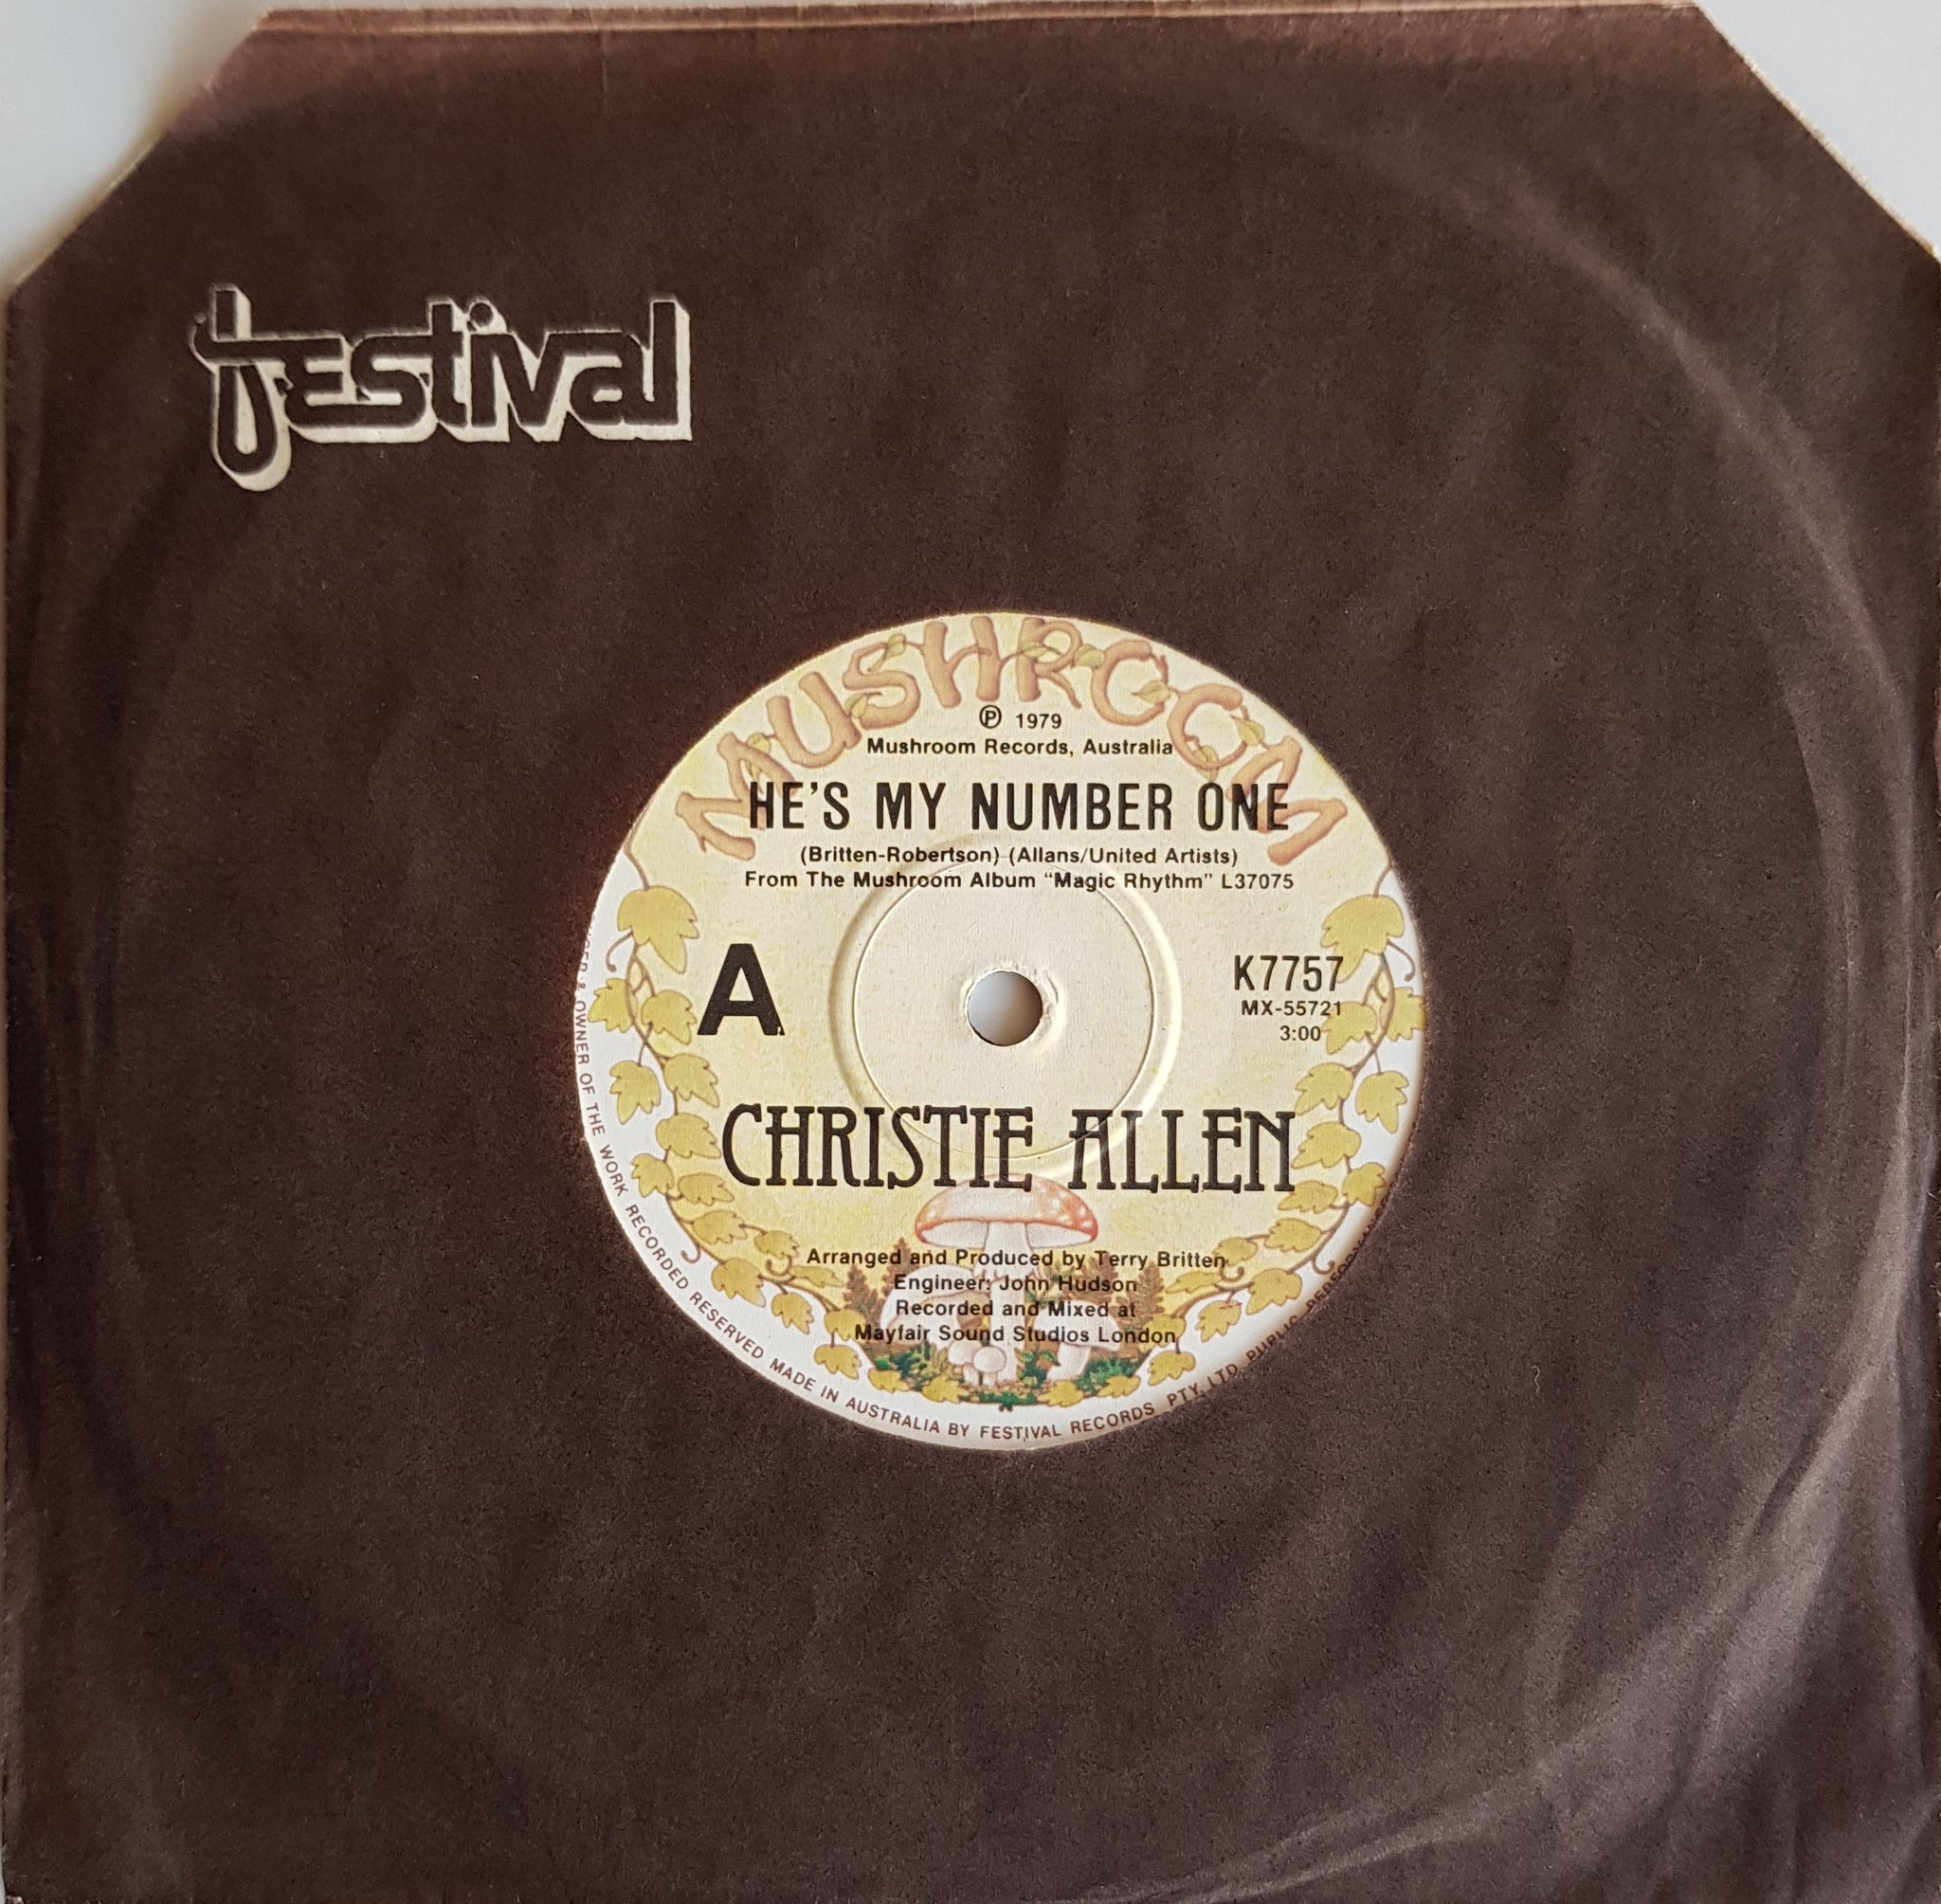 festival
MUSHROOM
Ⓟ 1979
Mushroom Records, Australia
HE'S MY NUMBER ONE
(Britten-Robertson) (Allans/United Artists)
From The Mushroom Album "Magic Rhythm" L37075
A
K7757
MX-55721
3:00
CHRISTIE ALLEN
Arranged and Produced by Terry Britten
Engineer: John Hudson
Recorded and Mixed at
Mayfair Sound Studios London
& OWNER OF THE WORK RECORDED RESERVED MADE IN AUSTRALIA BY FESTIVAL RECORDS PTY. LTD. PUBLIC